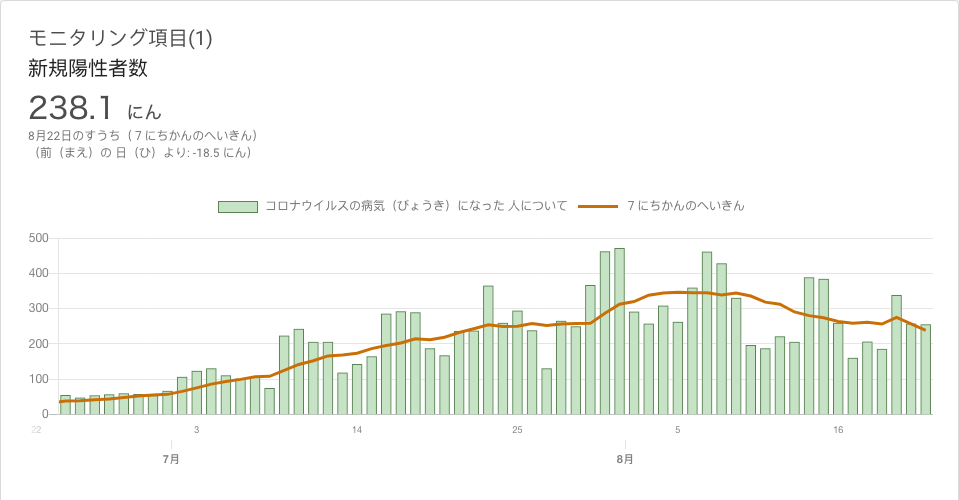 モニタリング項目(1)
新規陽性者数
238.1 にん
8月22日のすうち（７にちかんのへいきん）
（前（まえ）の 日（ひ）より: -18.5 にん）
コロナウイルスの病気（びょうき）になった 人について ７にちかんのへいきん
500
400
300
200
100
0
22 3 14 25 5 16
7月 8月